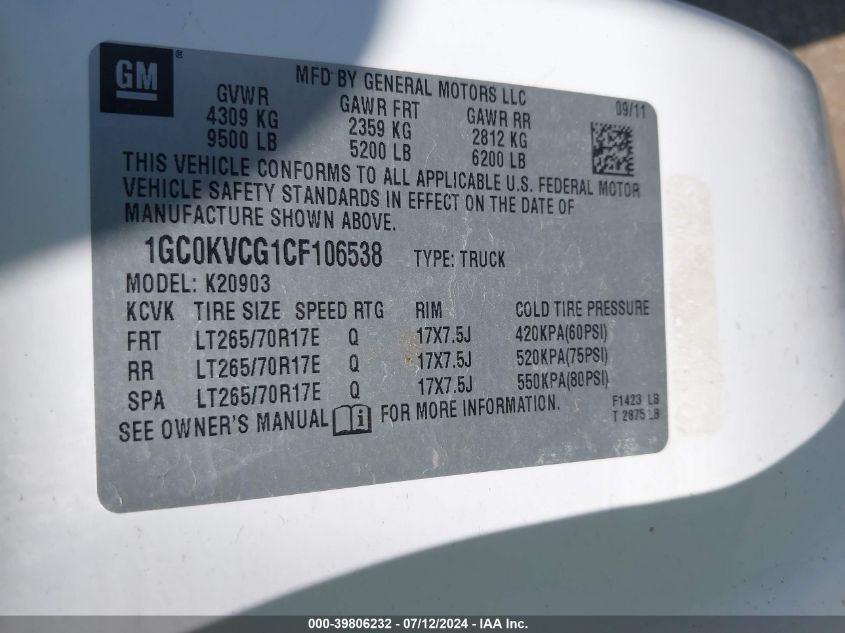 GM ®
MFD BY GENERAL MOTORS LLC
09/11
GVWR GAWR FRT GAWR RR
4309 KG 2359 KG 2812 KG
9500 LB 5200 LB 6200 LB
THIS VEHICLE CONFORMS TO ALL APPLICABLE U.S. FEDERAL MOTOR
VEHICLE SAFETY STANDARDS IN EFFECT ON THE DATE OF
MANUFACTURE SHOWN ABOVE.
1GC0KVCG1CF106538 TYPE: TRUCK
MODEL: K20903
KCVK TIRE SIZE SPEED RTG RIM COLD TIRE PRESSURE
FRT LT265/70R17E Q 17X7.5J 420KPA(60PSI)
RR LT265/70R17E Q 17X7.5J 520KPA(75PSI)
SPA LT265/70R17E Q 17X7.5J 550KPA(80PSI)
SEE OWNER'S MANUAL i FOR MORE INFORMATION.
F1423 LB
T 2875 LB
000-39806232 - 07/12/2024 - IAAI Inc.